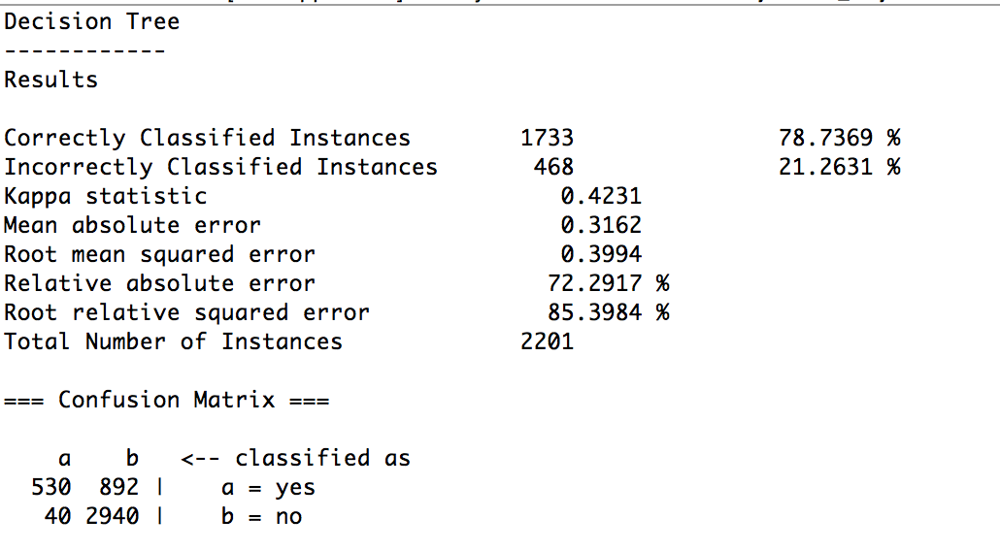 Decision Tree
------------
Results
Correctly Classified Instances 1733 78.7369 %
Incorrectly Classified Instances 468 21.2631 %
Kappa statistic 0.4231
Mean absolute error 0.3162
Root mean squared error 0.3994
Relative absolute error 72.2917 %
Root relative squared error 85.3984 %
Total Number of Instances 2201
=== Confusion Matrix ===
a b <-- classified as
530 892 | a = yes
40 2940 | b = no